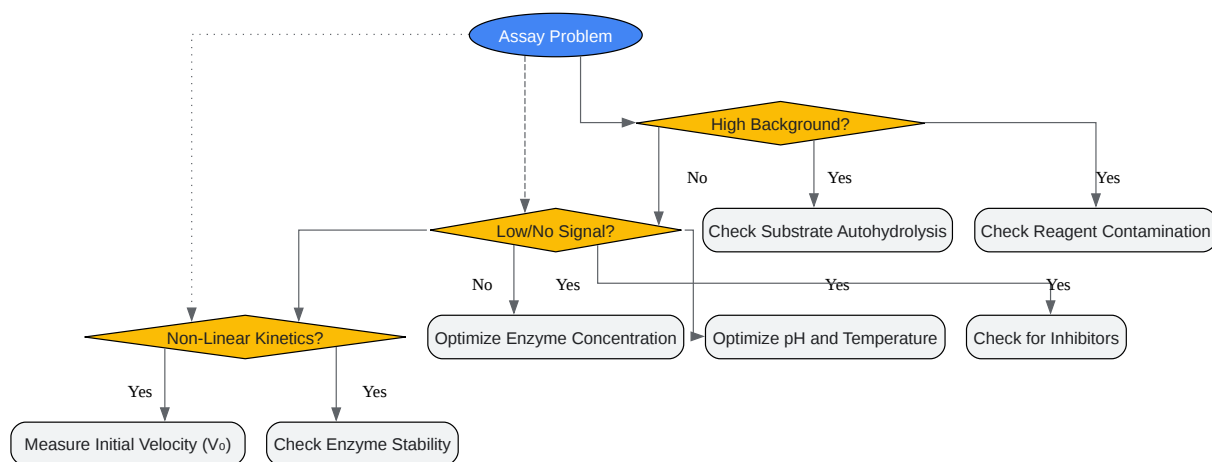 Assay Problem
High Background?
No
Yes
Yes
Low/No Signal?
Check Substrate Autohydrolysis
Check Reagent Contamination
No
Yes
Yes
Yes
Non-Linear Kinetics?
Optimize Enzyme Concentration
Optimize pH and Temperature
Check for Inhibitors
Yes
Yes
Measure Initial Velocity (V₀)
Check Enzyme Stability